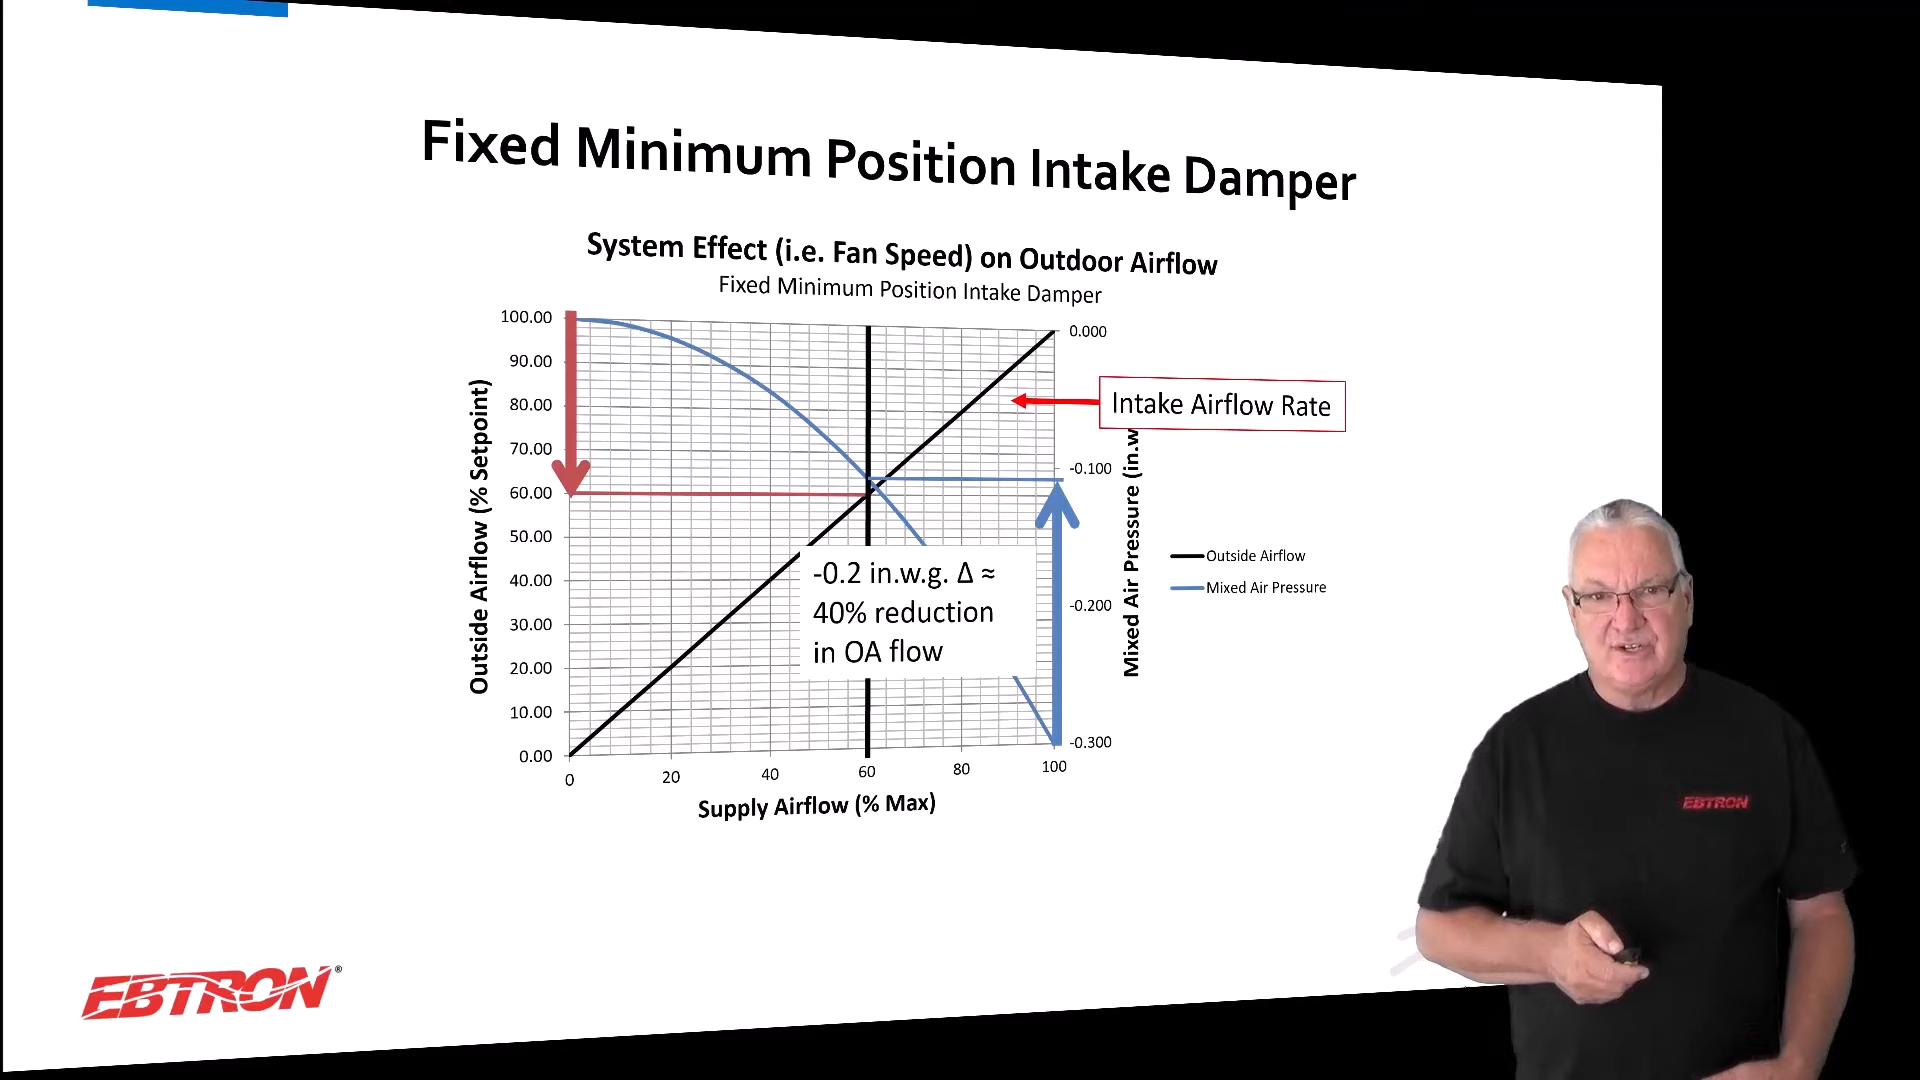 Fixed Minimum Position Intake Damper
System Effect (i.e. Fan Speed) on Outdoor Airflow
Fixed Minimum Position Intake Damper
100.00
90.00
80.00
70.00
60.00
50.00
40.00
30.00
20.00
10.00
0.00
Outside Airflow (% Setpoint)
0
20
40
60
80
100
Supply Airflow (% Max)
0.000
-0.100
-0.200
-0.300
Mixed Air Pressure (in.w
Intake Airflow Rate
-0.2 in.w.g. Δ ≈
40% reduction
in OA flow
Outside Airflow
Mixed Air Pressure
EBTRON®
EBTRON